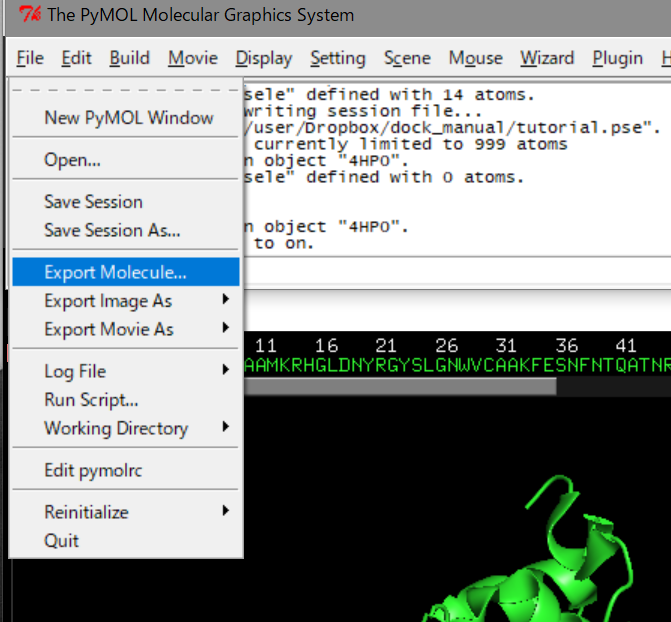 The PyMOL Molecular Graphics System
File Edit Build Movie Display Setting Scene Mouse Wizard Plugin H
sele" defined with 14 atoms.
writing session file...
/user/Dropbox/dock_manual/tutorial.pse".
currently limited to 999 atoms
n object "4HPO".
sele" defined with 0 atoms.
n object "4HPO".
to on.
New PyMOL Window
Open...
Save Session
Save Session As...
Export Molecule...
Export Image As
Export Movie As
Log File
Run Script...
Working Directory
Edit pymolrc
Reinitialize
Quit
11 16 21 26 31 36 41
AAMKRHGLDNYRGYSLGNWVCAAKFESNFNTQATNR